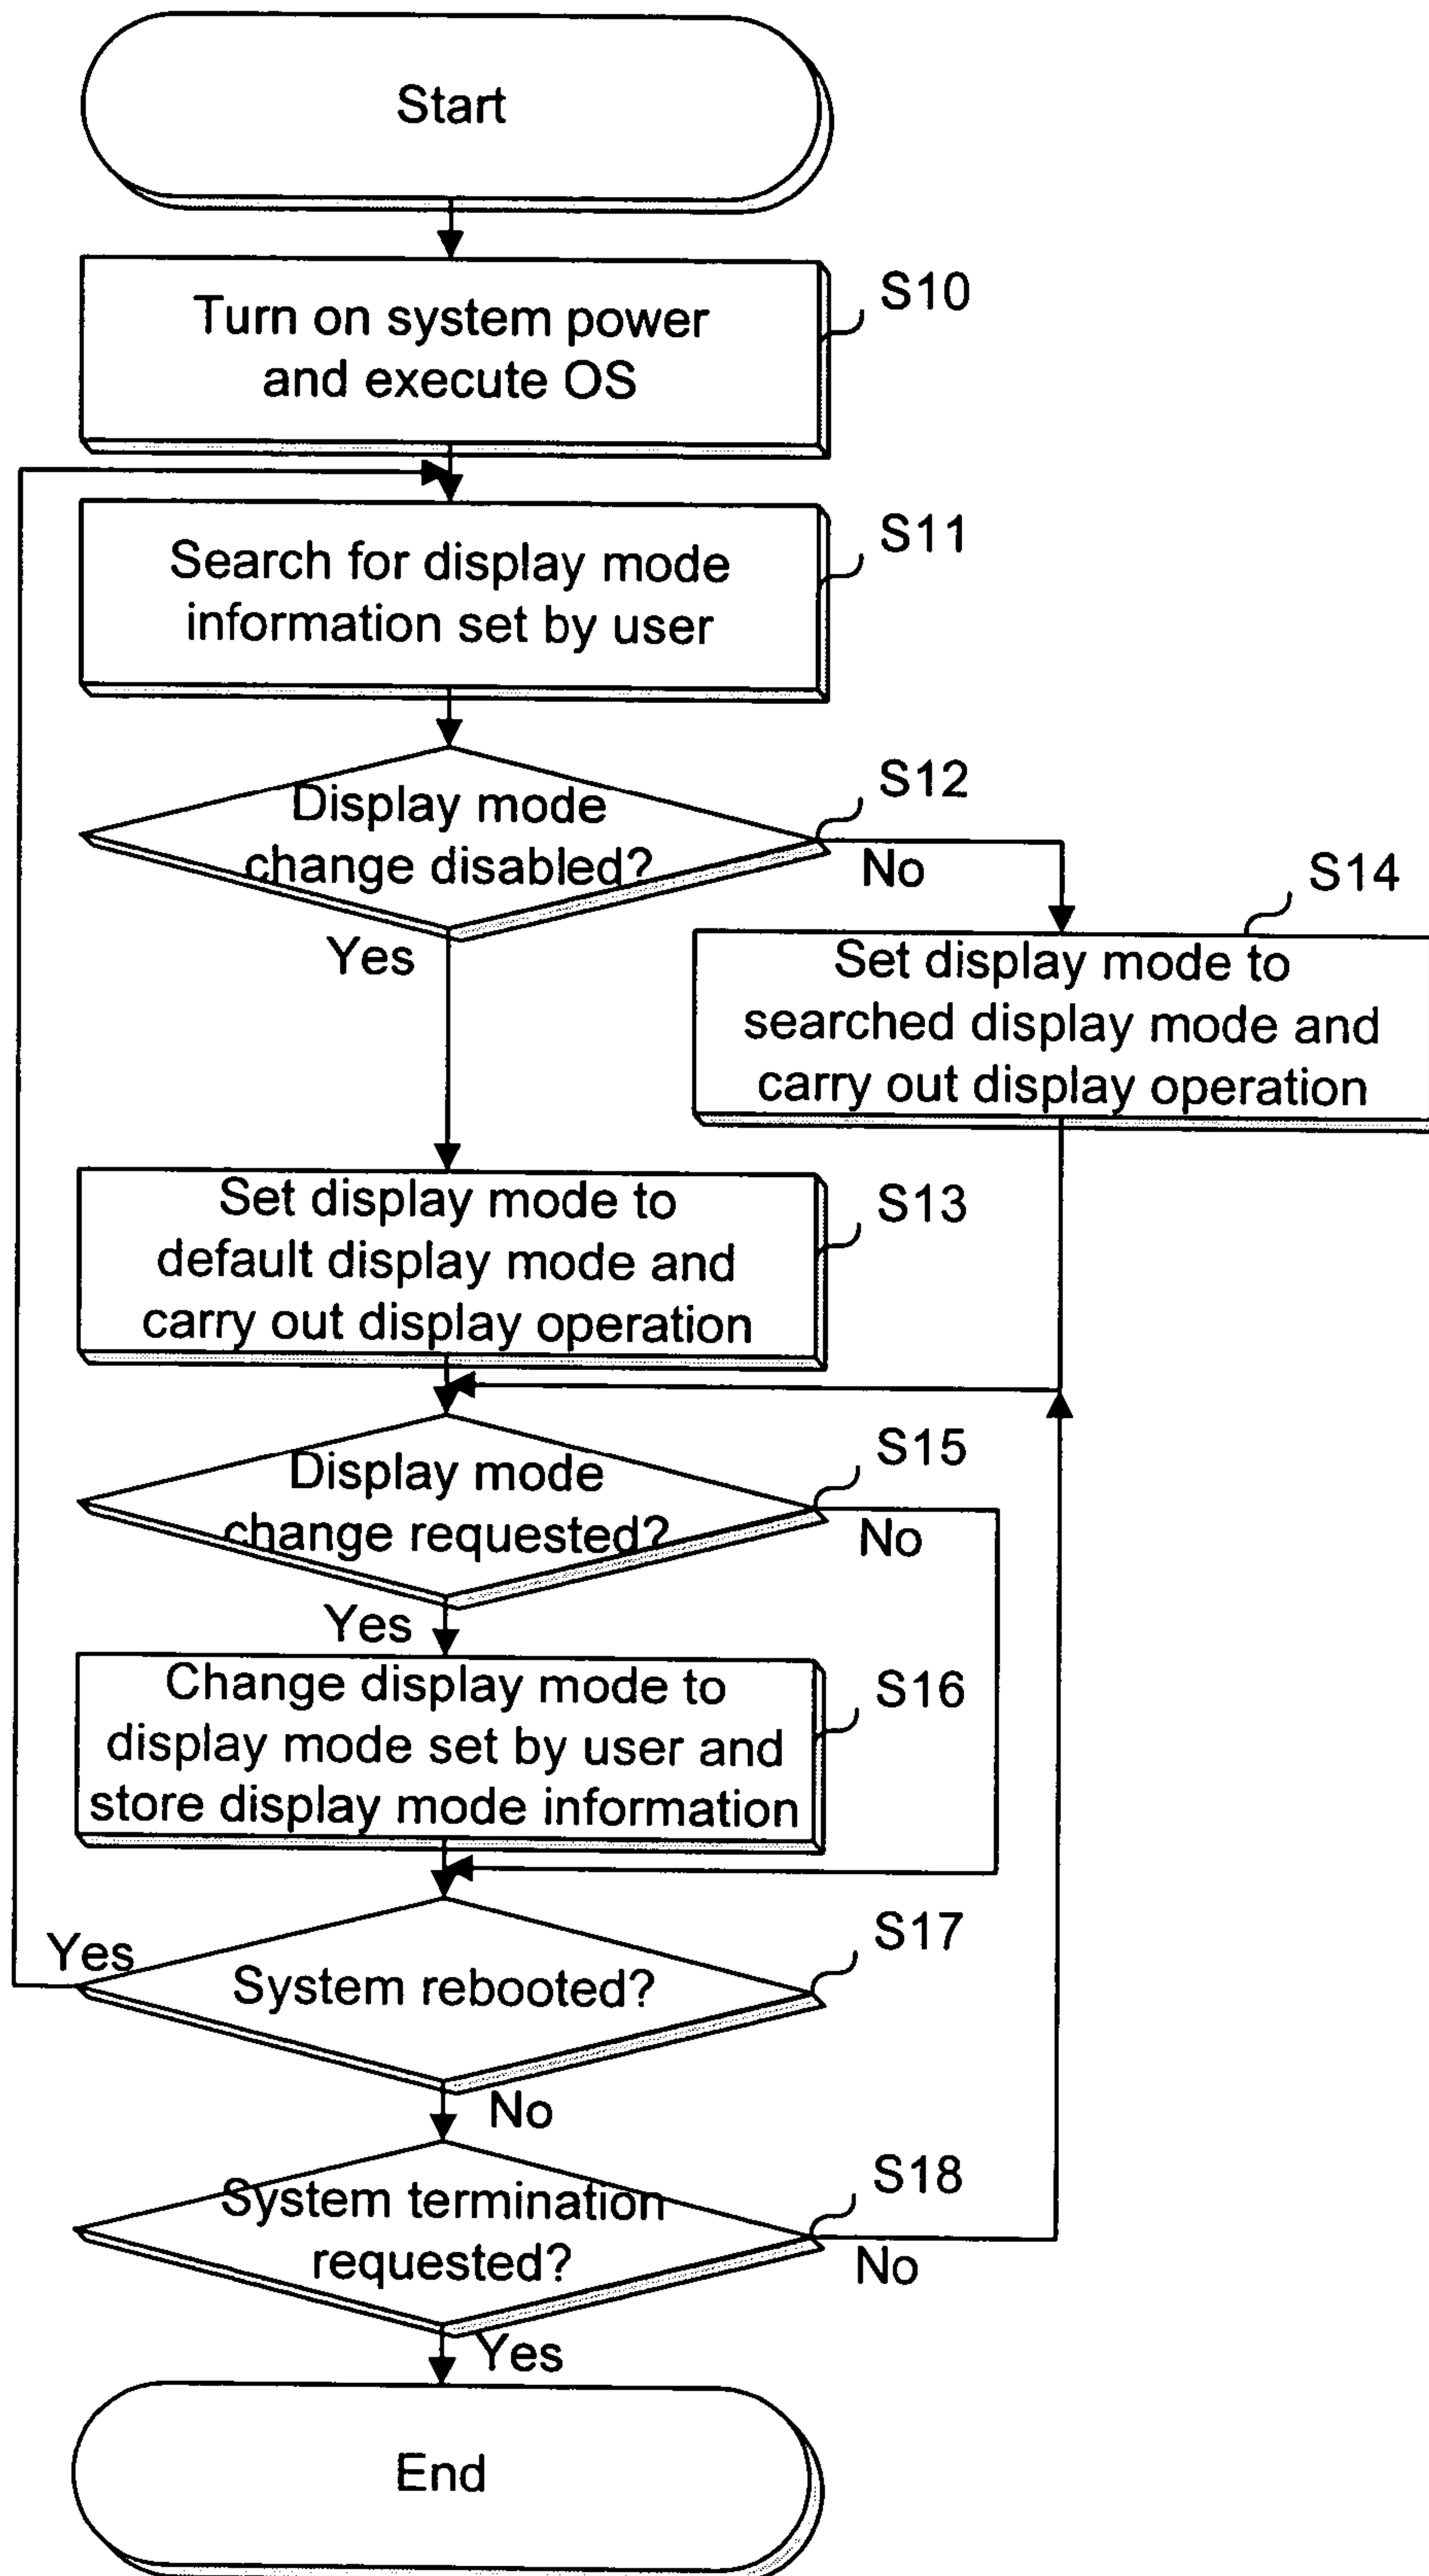 Start
Turn on system power
and execute OS
S10
Search for display mode
information set by user
S11
Display mode
change disabled?
S12
No
Yes
S14
Set display mode to
searched display mode and
carry out display operation
Set display mode to
default display mode and
carry out display operation
S13
Display mode
change requested?
S15
No
Yes
Change display mode to
display mode set by user and
store display mode information
S16
System rebooted?
S17
Yes
No
System termination
requested?
S18
No
Yes
End